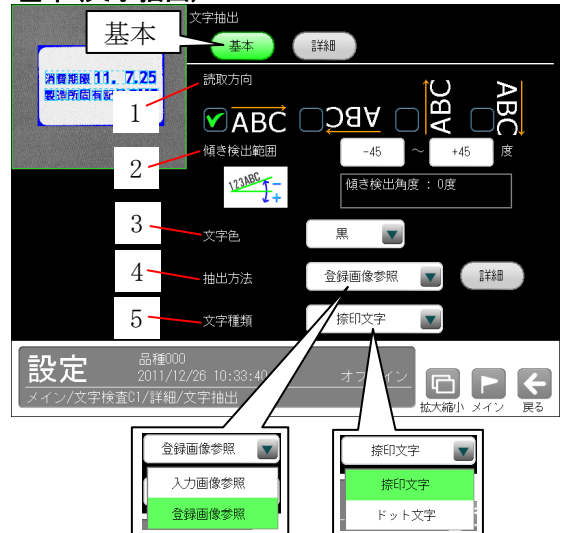 文字抽出
基本
基本
詳細
消費期限 11. 7.25
製造所固有記
読取方向
1
ABC
ABC
ABC
ABC
2
傾き検出範囲
-45 ～ +45 度
123ABC
傾き検出角度 : 0度
3
文字色
黒
4
抽出方法
登録画像参照
詳細
5
文字種類
捺印文字
設定
品種000
2011/12/26 10:33:40
オフライン
メイン/文字検査C1/詳細/文字抽出
拡大縮小 メイン 戻る
登録画像参照
入力画像参照
登録画像参照
捺印文字
捺印文字
ドット文字